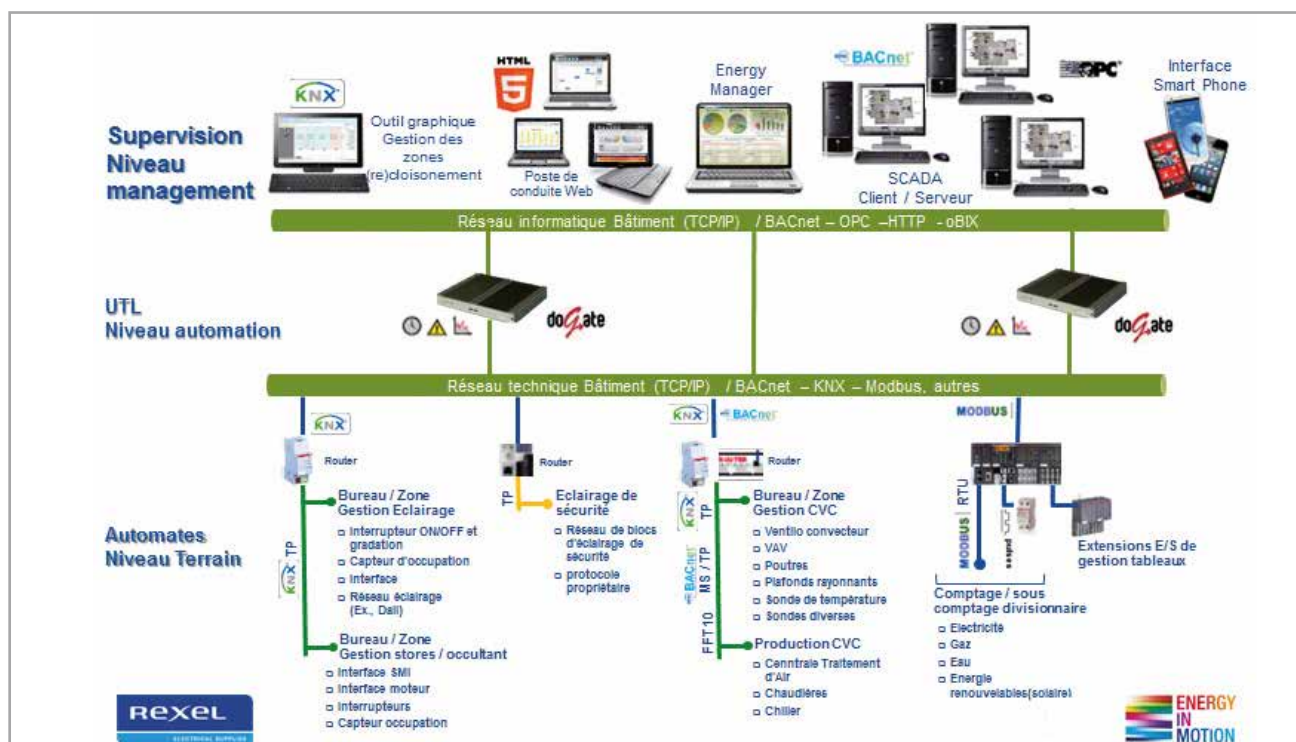 KNX
HTML
5
Energy
Manager
BACnet
OPC
Interface
Smart Phone
Supervision
Niveau
management
Outil graphique
Gestion des
zones
(re)cloisonement
Poste de
conduite Web
SCADA
Client / Serveur
Réseau informatique Bâtiment (TCP/IP) / BACnet – OPC –HTTP - oBIX
UTL
Niveau automation
doGate
doGate
Réseau technique Bâtiment (TCP/IP) / BACnet – KNX – Modbus, autres
KNX
KNX
BACnet
MODBUS
Router
Router
Router
Automates
Niveau Terrain
KNX TP
Bureau / Zone
Gestion Eclairage
Interrupteur ON/OFF et
gradation
Capteur d'occupation
Interface
Réseau éclairage
(Ex., Dali)
Bureau / Zone
Gestion stores / occultant
Interface SMI
Interface moteur
Interrupteurs
Capteur occupation
TP
Eclairage de
sécurité
Réseau de blocs
d'éclairage de
sécurité
protocole
propriétaire
KNX TP
BACnet MS / TP
FFT10
Bureau / Zone
Gestion CVC
Ventilo convecteur
VAV
Poutres
Plafonds rayonnants
Sonde de température
Sondes diverses
Production CVC
Cenntrale Traitement
d'Air
Chaudières
Chiller
MODBUS RTU
pulses
Extensions E/S de
gestion tableaux
Comptage / sous
comptage divisionnaire
Electricité
Gaz
Eau
Energie
renouvelables(solaire)
REXEL
ELECTRICAL SUPPLIES
ENERGY
IN
MOTION